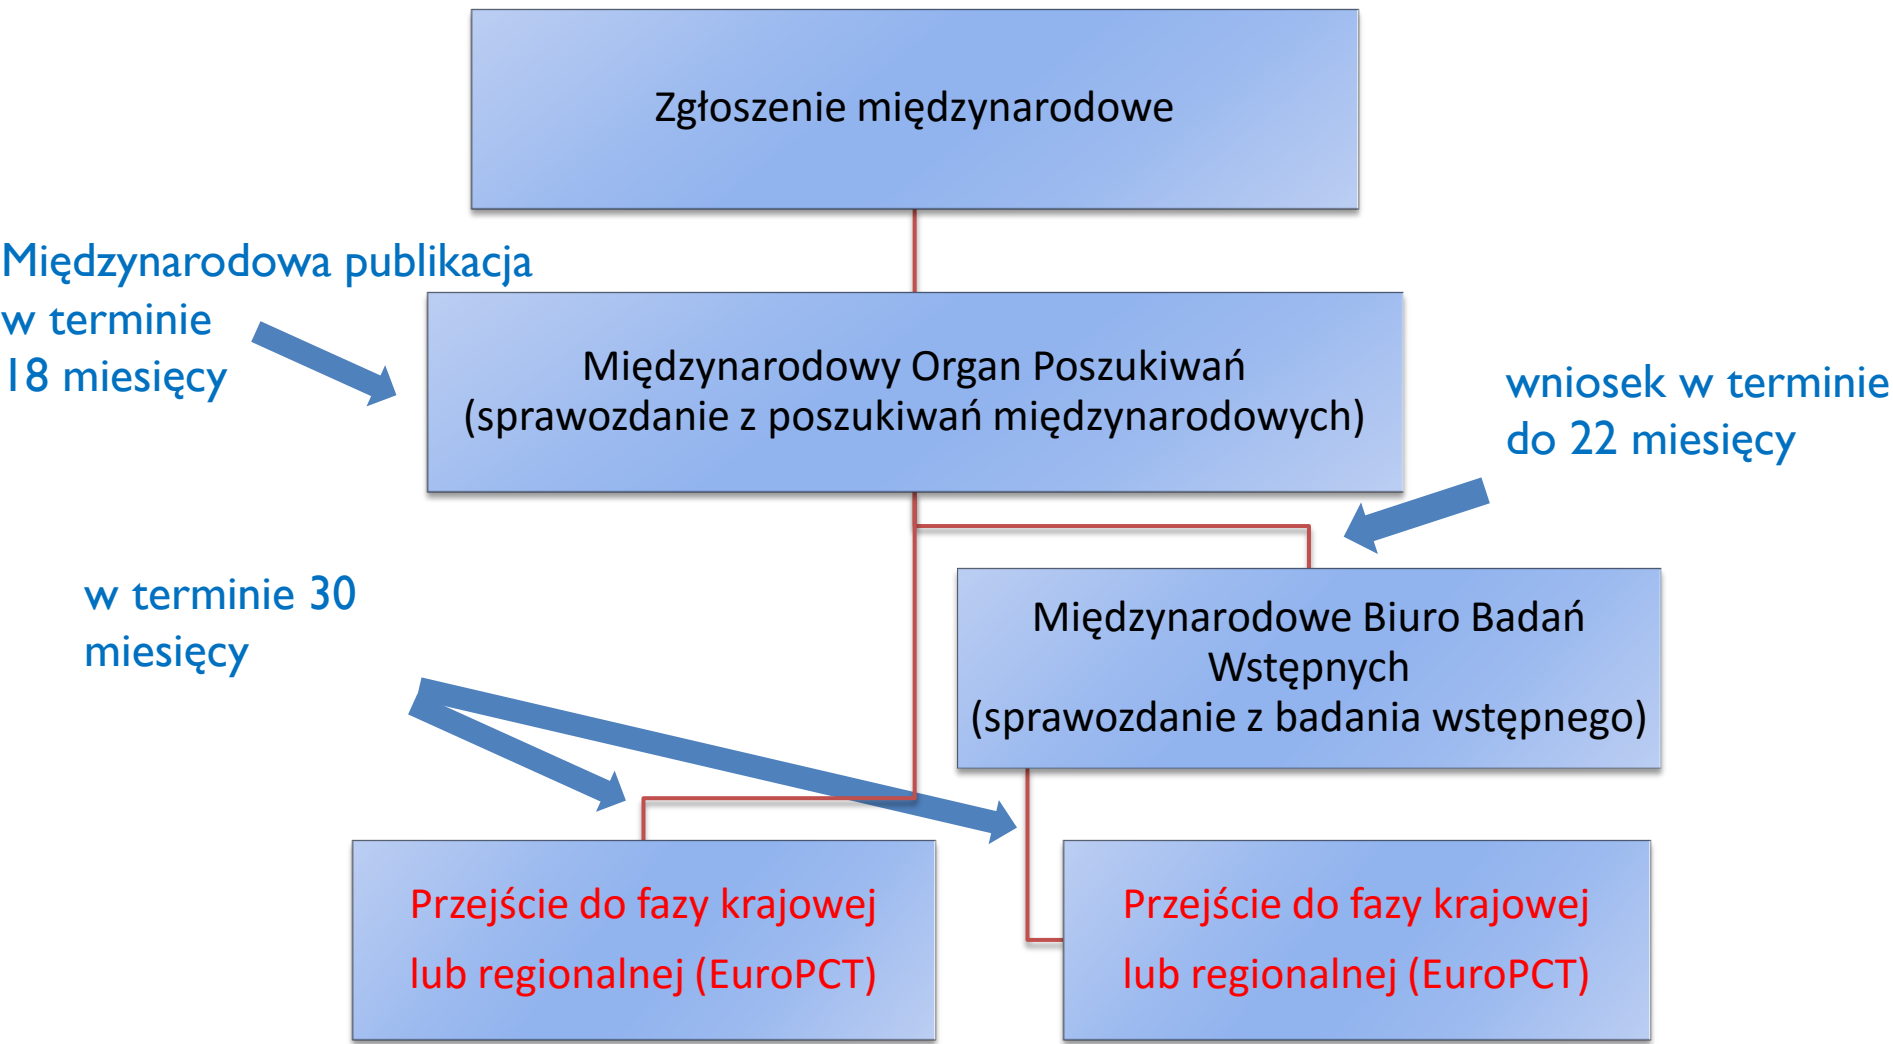 Zgłoszenie międzynarodowe
Międzynarodowa publikacja
w terminie
18 miesięcy
Międzynarodowy Organ Poszukiwań
(sprawozdanie z poszukiwań międzynarodowych)
wniosek w terminie
do 22 miesięcy
w terminie 30
miesięcy
Międzynarodowe Biuro Badań
Wstępnych
(sprawozdanie z badania wstępnego)
Przejście do fazy krajowej
lub regionalnej (EuroPCT)
Przejście do fazy krajowej
lub regionalnej (EuroPCT)